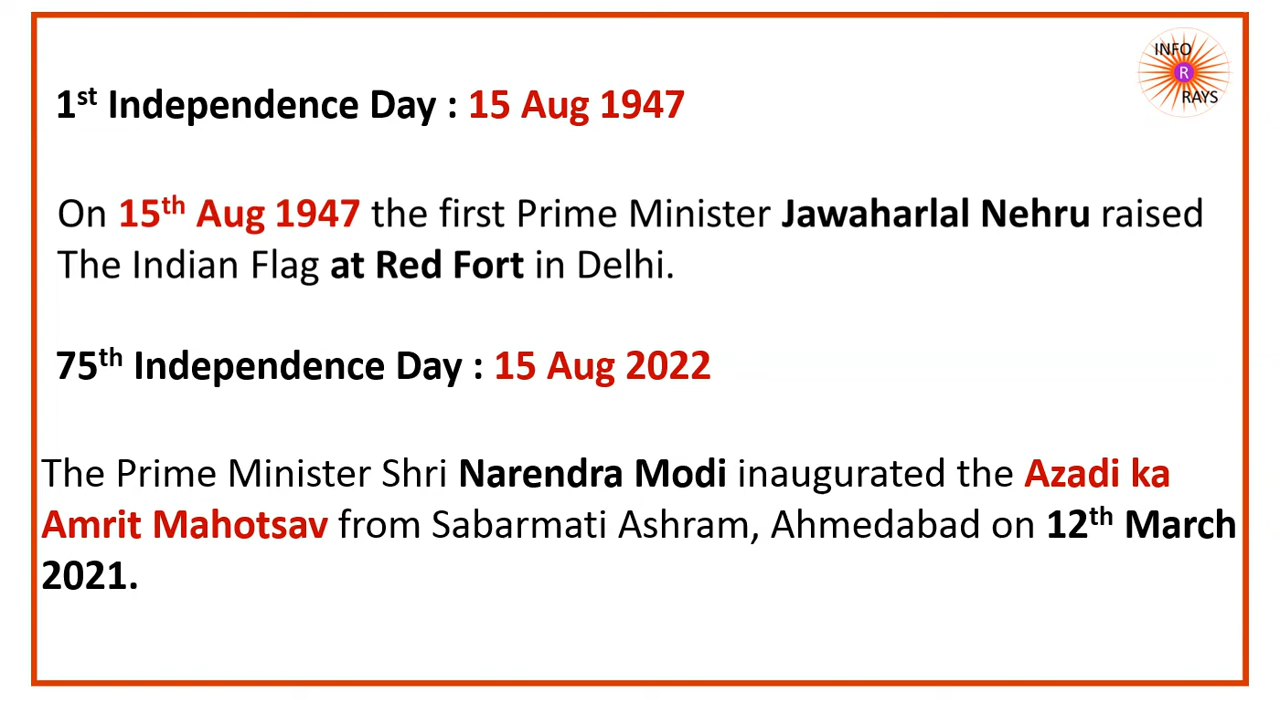 INFO
R
RAYS
1st Independence Day : 15 Aug 1947
On 15th Aug 1947 the first Prime Minister Jawaharlal Nehru raised
The Indian Flag at Red Fort in Delhi.
75th Independence Day : 15 Aug 2022
The Prime Minister Shri Narendra Modi inaugurated the Azadi ka
Amrit Mahotsav from Sabarmati Ashram, Ahmedabad on 12th March
2021.